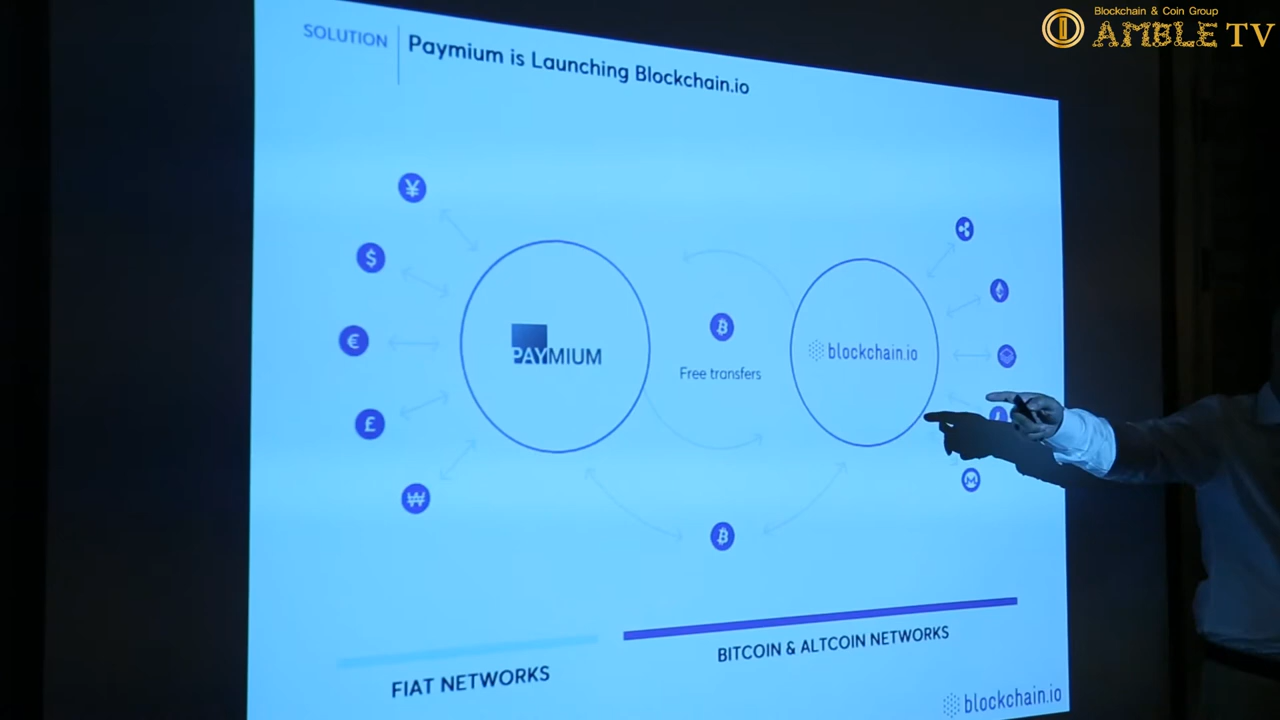 Blockchain & Coin Group
AMBLE TV
SOLUTION
Paymium is Launching Blockchain.io
¥
$
€
£
₩
PAYMIUM
Free transfers
blockchain.io
FIAT NETWORKS
BITCOIN & ALTCOIN NETWORKS
blockchain.io